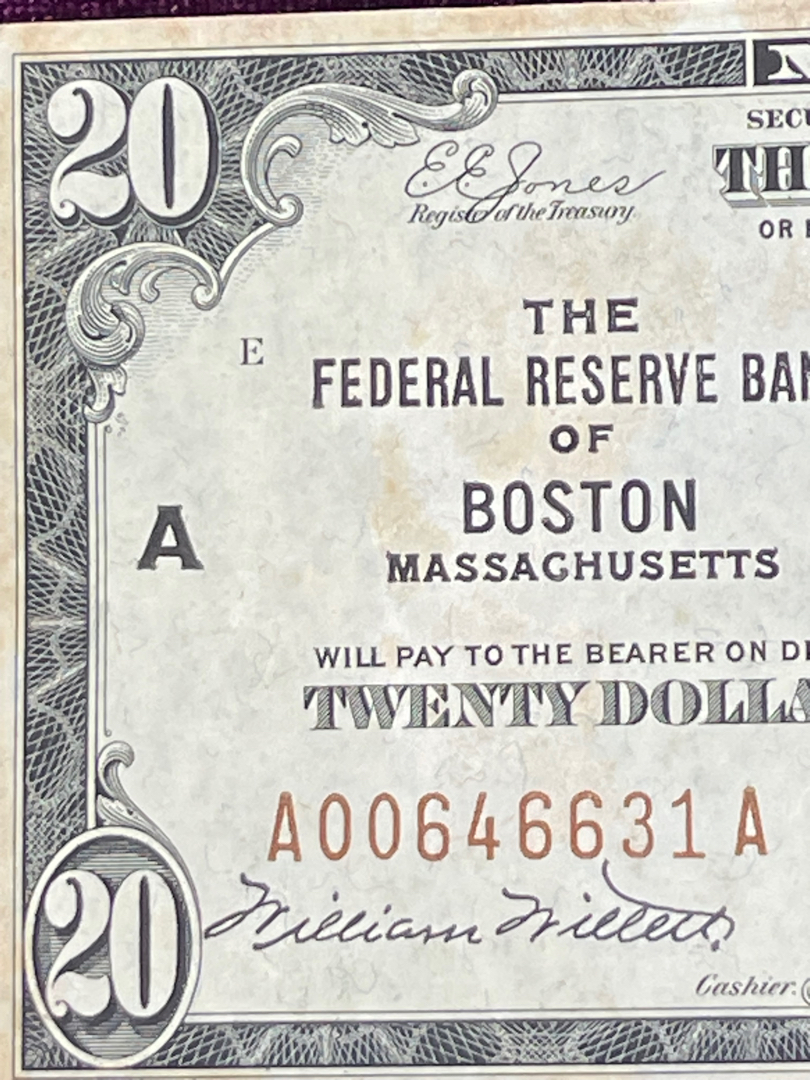 20
SECU
E.E. Jones
TH
Register of the Treasury.
OR
E
THE
FEDERAL RESERVE BAN
OF
BOSTON
A
MASSACHUSETTS
WILL PAY TO THE BEARER ON DE
TWENTY DOLLA
A00646631A
20
William Willett.
Cashier.